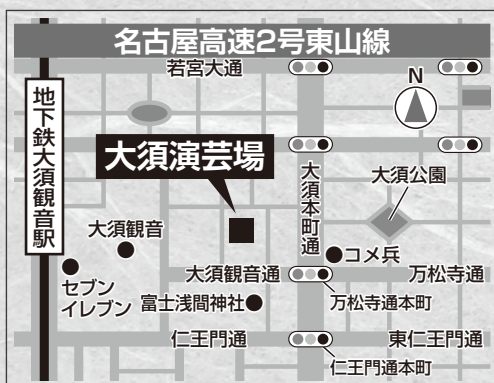 名古屋高速2号東山線
若宮大通
N
地下鉄大須観音駅
大須演芸場
大須本町通
大須公園
大須観音
コメ兵
セブン
イレブン
大須観音通
万松寺通
富士浅間神社
万松寺通本町
仁王門通
東仁王門通
仁王門通本町